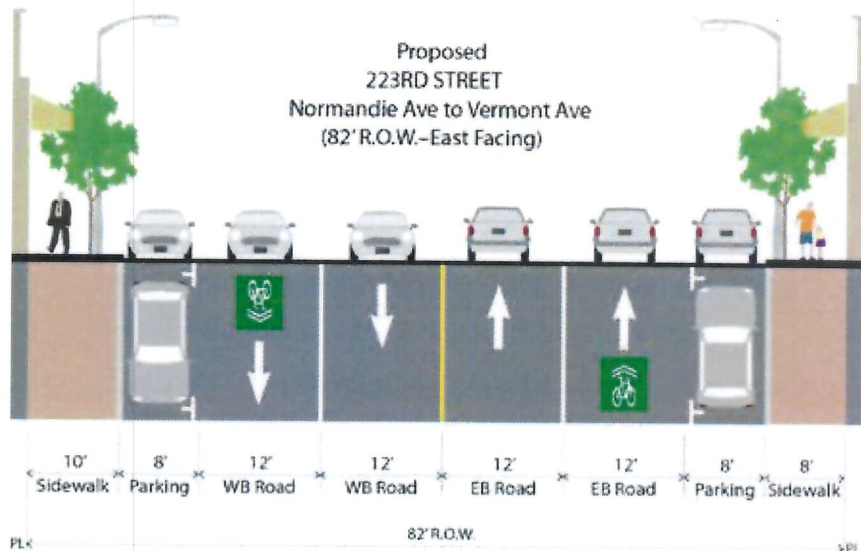 Proposed
223RD STREET
Normandie Ave to Vermont Ave
(82' R.O.W.–East Facing)
10' 8' 12' 12' 12' 12' 8' 8'
Sidewalk Parking WB Road WB Road EB Road EB Road Parking Sidewalk
82' R.O.W.
PL PL